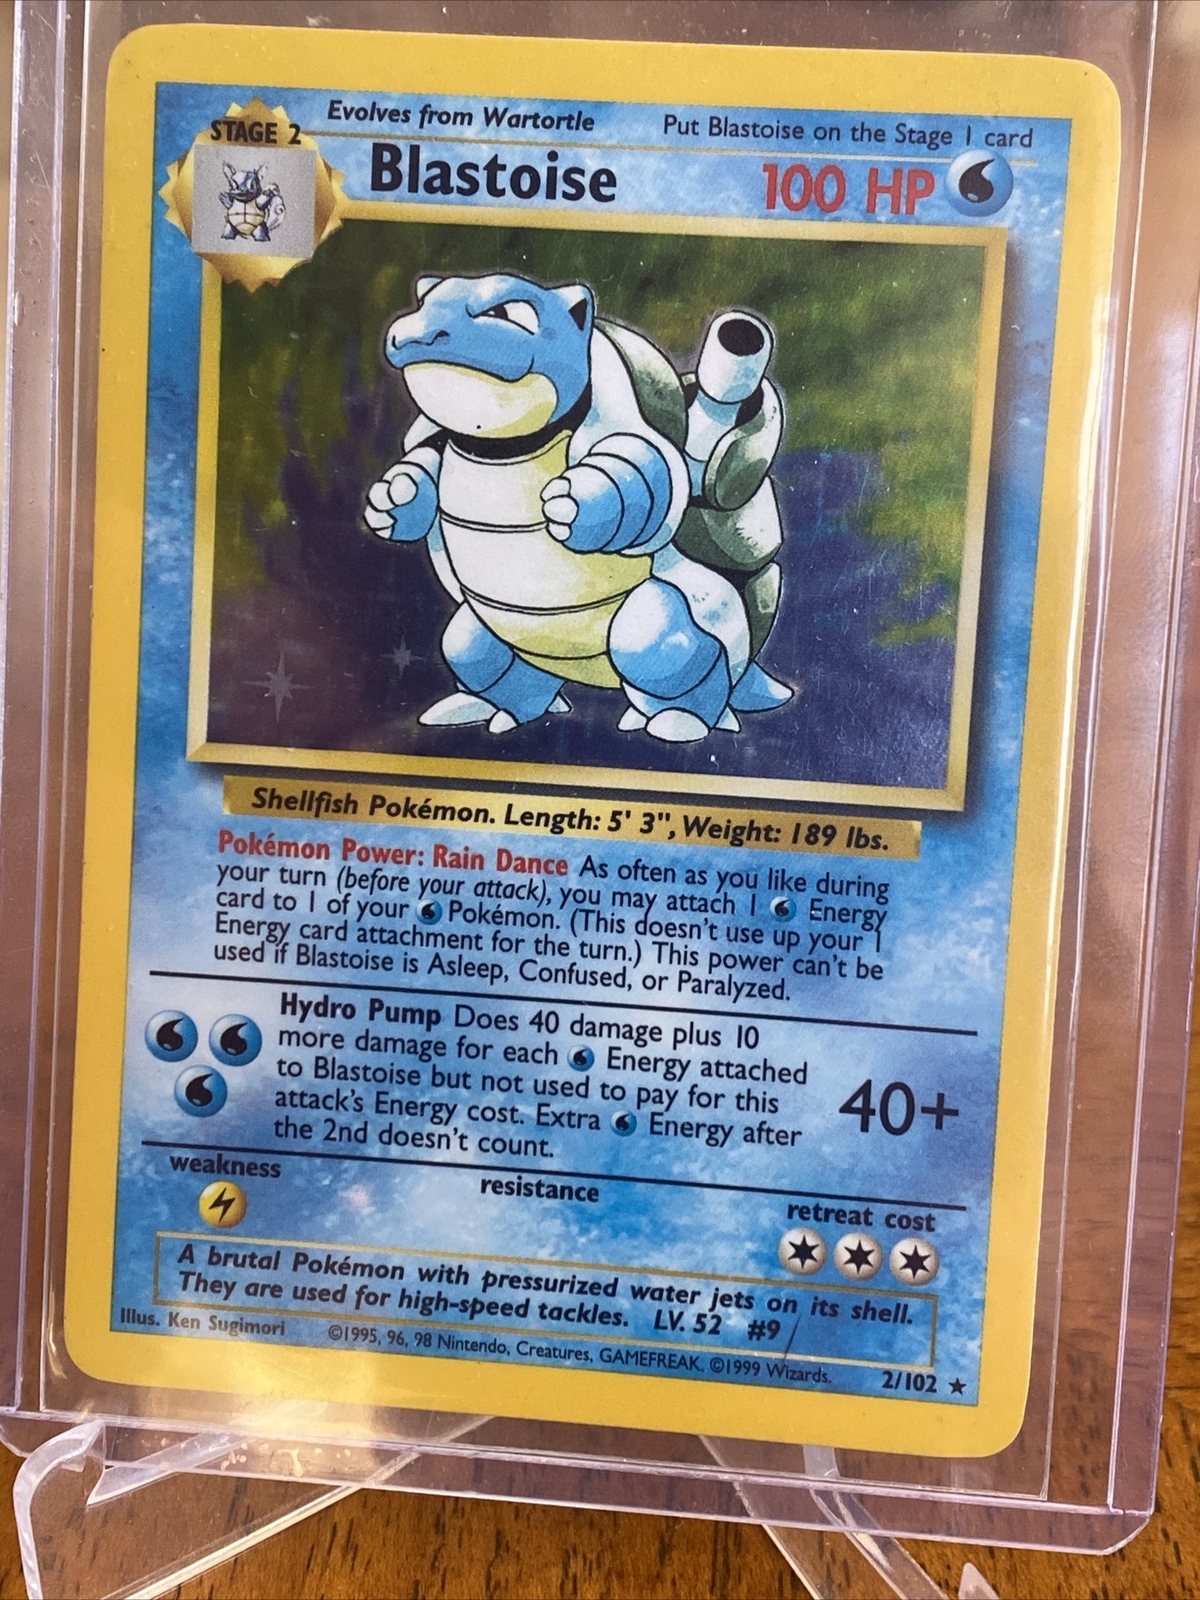 Evolves from Wartortle
Put Blastoise on the Stage 1 card
STAGE 2
Blastoise
100 HP
Shellfish Pokémon. Length: 5' 3", Weight: 189 lbs.
Pokémon Power: Rain Dance As often as you like during
your turn (before your attack), you may attach 1 Energy
card to 1 of your Pokémon. (This doesn't use up your 1
Energy card attachment for the turn.) This power can't be
used if Blastoise is Asleep, Confused, or Paralyzed.
Hydro Pump Does 40 damage plus 10
more damage for each Energy attached
to Blastoise but not used to pay for this
attack's Energy cost. Extra Energy after
the 2nd doesn't count.
40+
weakness
resistance
retreat cost
A brutal Pokémon with pressurized water jets on its shell.
They are used for high-speed tackles. LV. 52 #9
Illus. Ken Sugimori
©1995, 96, 98 Nintendo, Creatures, GAMEFREAK. ©1999 Wizards.
2/102 ★